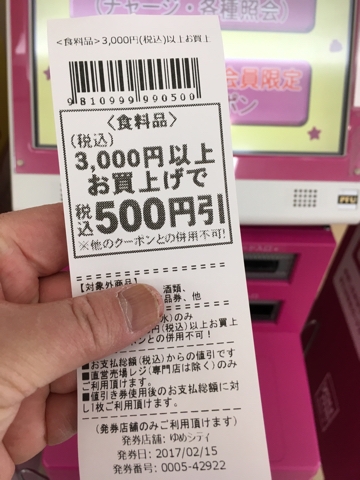 チャージ・各種照会
会員限定
ポン
<食料品>3,000円(税込)以上お買上
9810999990500
〈食料品〉
(税込)
3,000円以上
お買上げで
税込500円引
※他のクーポンとの併用不可!
【対象外商品】
酒類、
品券、他
(水)のみ
円(税込)以上お買上
ーポンとの併用不可!
■お支払総額(税込)からの値引です
■直営売場レジ(専門店は除く)のみ
ご利用頂けます。
■値引き券使用後のお支払総額に対
し1枚ご利用頂けます。
(発券店舗のみご利用頂けます)
発券店舗: ゆめシティ
発券日: 2017/02/15
発券番号: 0005-42922